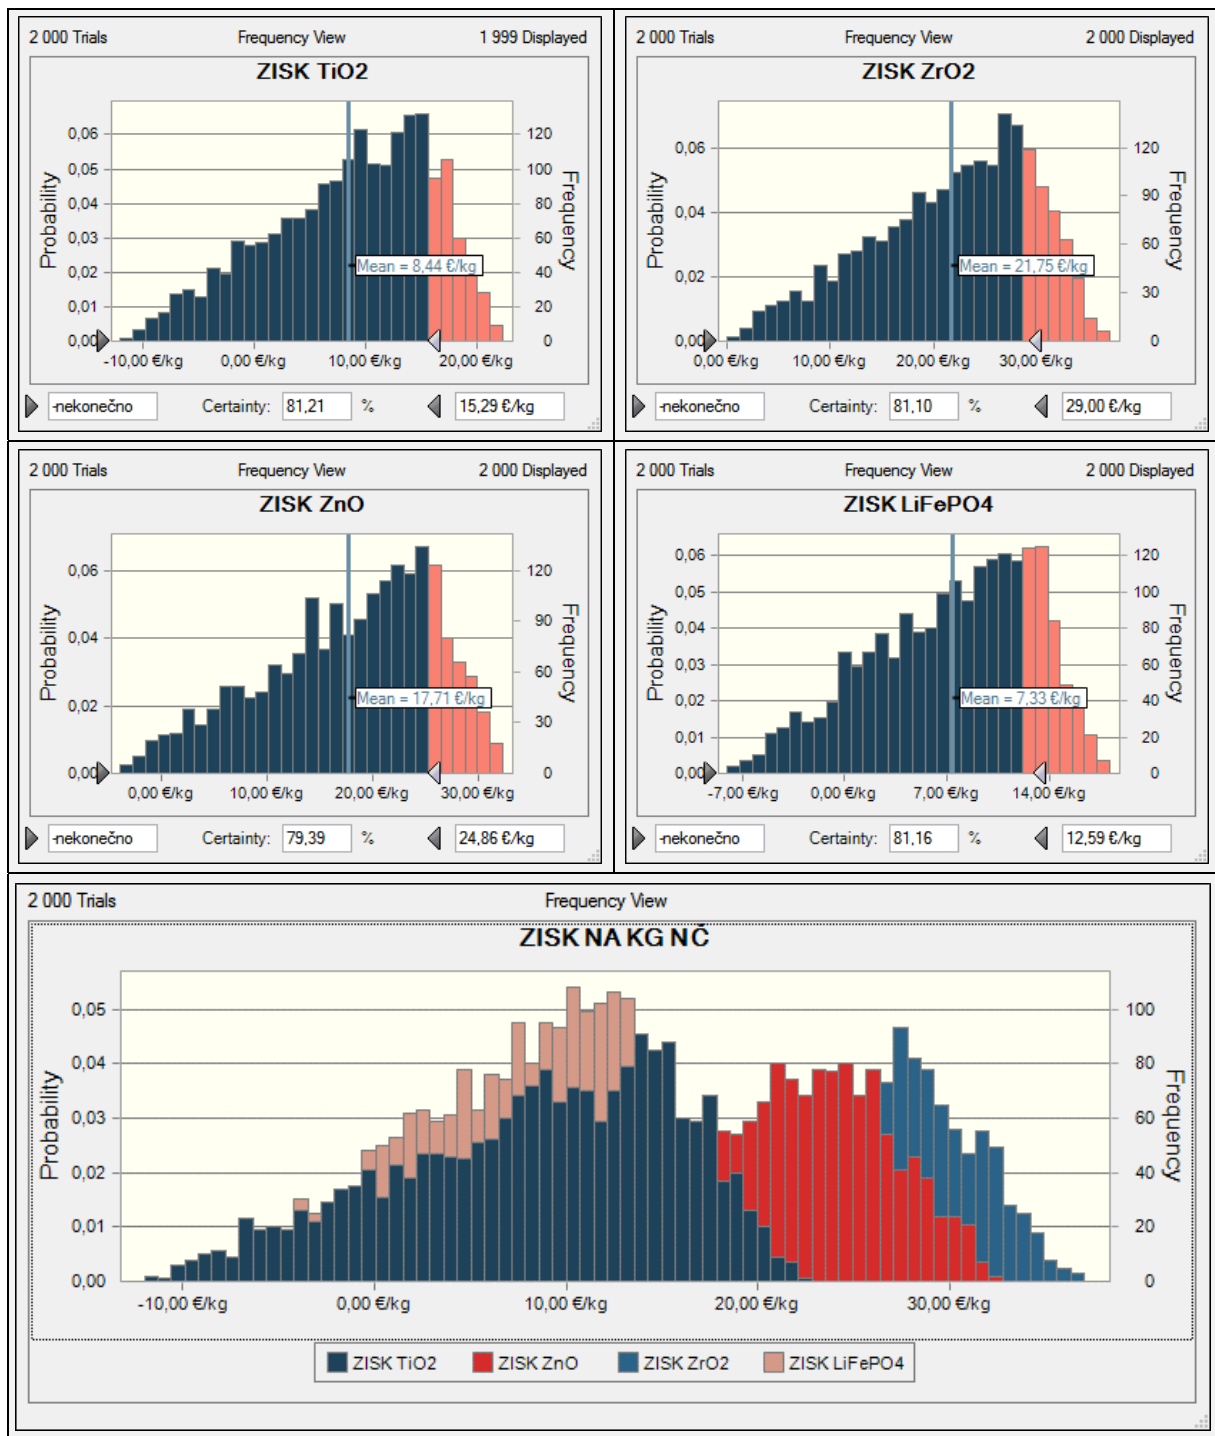 2 000 Trials Frequency View 1 999 Displayed
ZISK TiO2
Probability
Frequency
0,06
0,05
0,04
0,03
0,02
0,01
0,00
120
100
80
60
40
20
0
Mean = 8,44 €/kg
-10,00 €/kg 0,00 €/kg 10,00 €/kg 20,00 €/kg
-nekonečno Certainty: 81,21 % 15,29 €/kg
2 000 Trials Frequency View 2 000 Displayed
ZISK ZrO2
Probability
Frequency
0,06
0,04
0,02
0,00
120
90
60
30
0
Mean = 21,75 €/kg
0,00 €/kg 10,00 €/kg 20,00 €/kg 30,00 €/kg
-nekonečno Certainty: 81,10 % 29,00 €/kg
2 000 Trials Frequency View 2 000 Displayed
ZISK ZnO
Probability
Frequency
0,06
0,04
0,02
0,00
120
90
60
30
0
Mean = 17,71 €/kg
0,00 €/kg 10,00 €/kg 20,00 €/kg 30,00 €/kg
-nekonečno Certainty: 79,39 % 24,86 €/kg
2 000 Trials Frequency View 2 000 Displayed
ZISK LiFePO4
Probability
Frequency
0,06
0,05
0,04
0,03
0,02
0,01
0,00
120
100
80
60
40
20
0
Mean = 7,33 €/kg
-7,00 €/kg 0,00 €/kg 7,00 €/kg 14,00 €/kg
-nekonečno Certainty: 81,16 % 12,59 €/kg
2 000 Trials Frequency View
ZISK NA KG NČ
Probability
Frequency
0,05
0,04
0,03
0,02
0,01
0,00
100
80
60
40
20
0
-10,00 €/kg 0,00 €/kg 10,00 €/kg 20,00 €/kg 30,00 €/kg
ZISK TiO2 ZISK ZnO ZISK ZrO2 ZISK LiFePO4